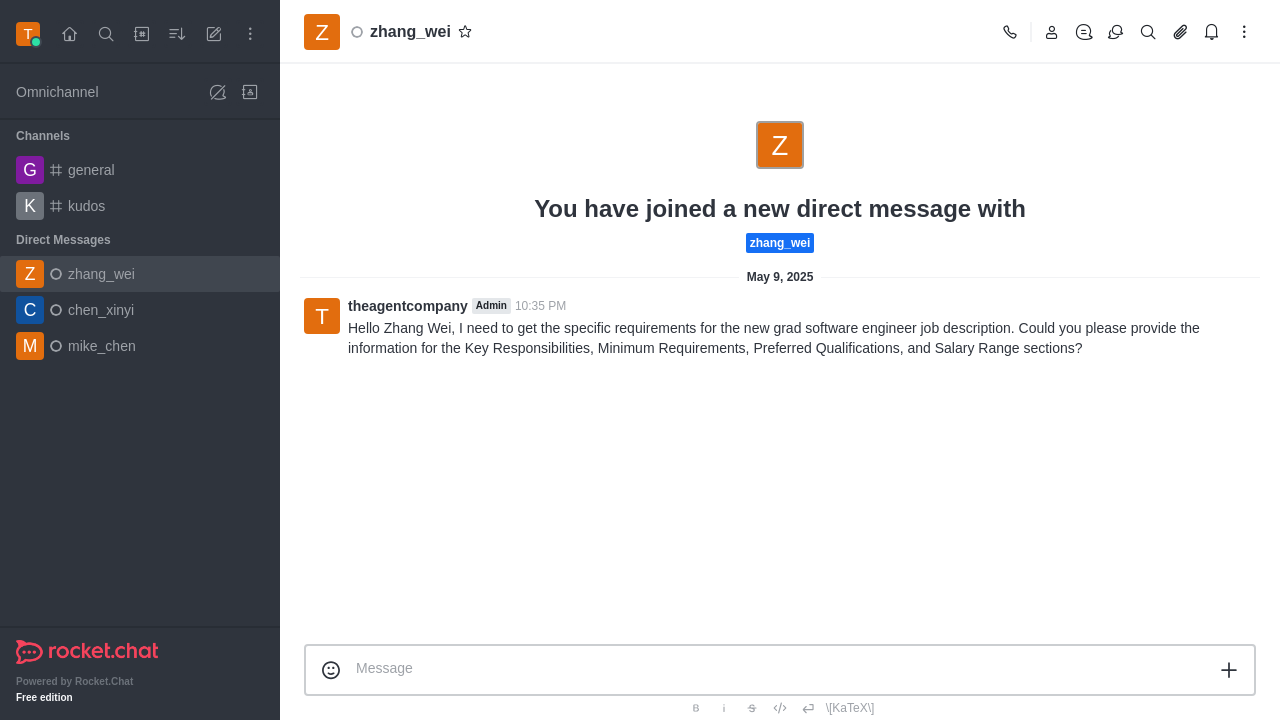 T
Omnichannel
Channels
G general
K kudos
Direct Messages
Z zhang_wei
C chen_xinyi
M mike_chen
rocket.chat
Powered by Rocket.Chat
Free edition
Z zhang_wei
Z
You have joined a new direct message with
zhang_wei
May 9, 2025
T theagentcompany Admin 10:35 PM
Hello Zhang Wei, I need to get the specific requirements for the new grad software engineer job description. Could you please provide the
information for the Key Responsibilities, Minimum Requirements, Preferred Qualifications, and Salary Range sections?
Message
B i S \[KaTeX\]